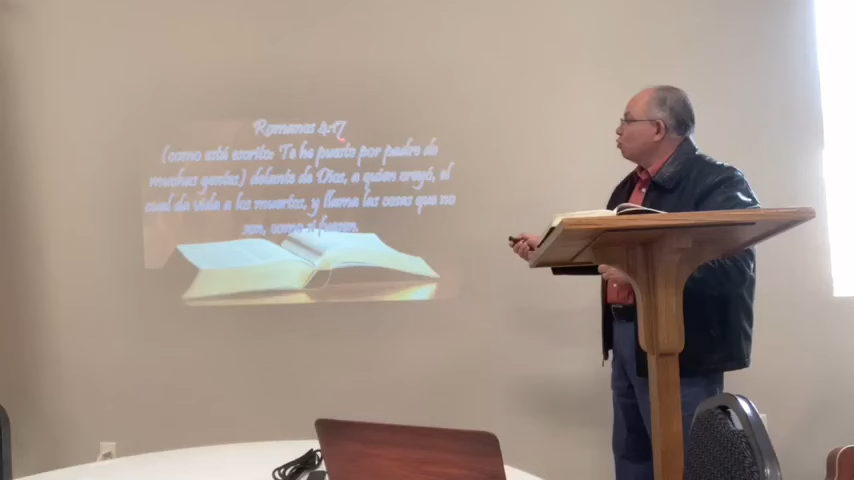 Romanos 4:17
(como está escrito: Te he puesto por padre de
muchas gentes) delante de Dios, a quien creyó, el
cual da vida a los muertos, y llama las cosas que no
son, como si fuesen.